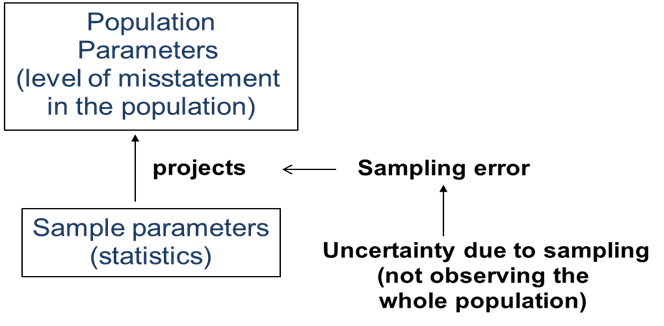 Population
Parameters
(level of misstatement
in the population)
projects
Sampling error
Sample parameters
(statistics)
Uncertainty due to sampling
(not observing the
whole population)